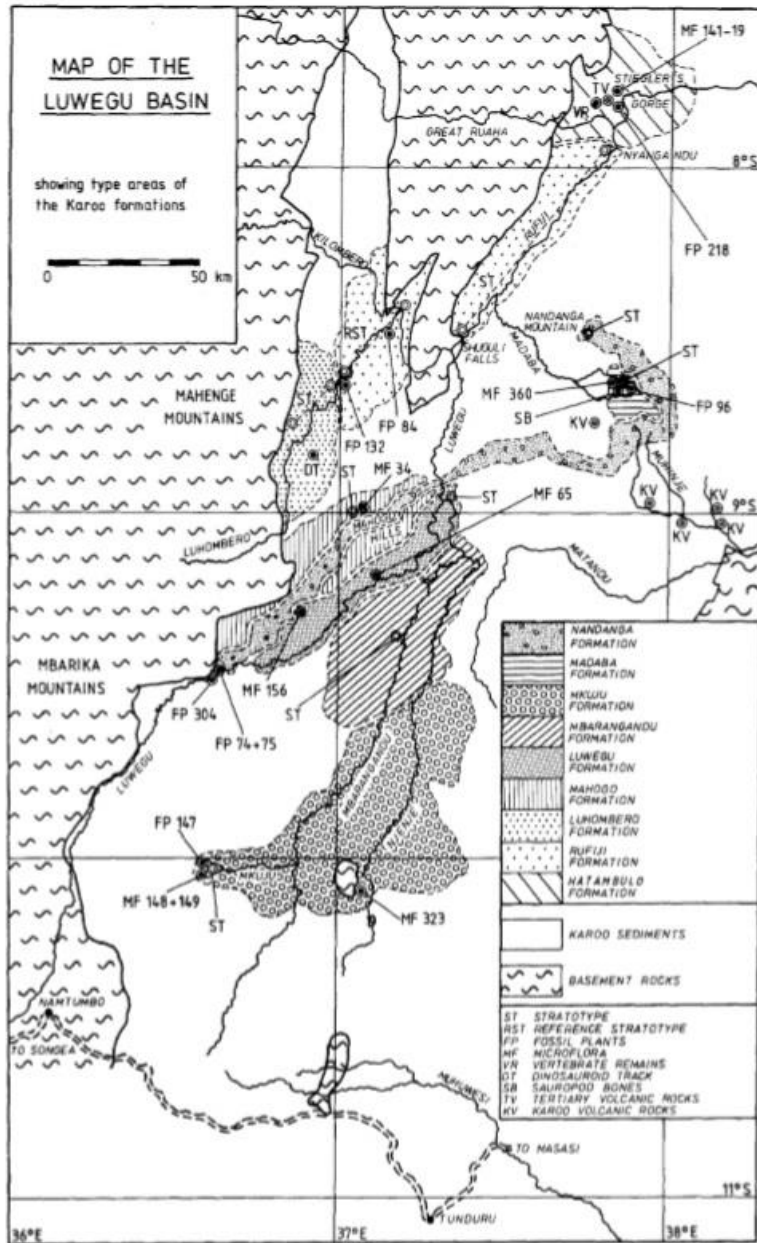 MAP OF THE
LUWEGU BASIN
showing type areas of
the Karoo formations
0 50 km
MF 141-19
STIEGLER'S
TV
VR
GORGE
GREAT RUAHA
8°S
FP 218
RUFIJI
KILOMBERO
ST
NANDANGA
MOUNTAIN
ST
RST
SHUGULI
FALLS
MADABA
ST
MAHENGE
MOUNTAINS
ST
MF 360
FP 96
SB
FP 84
KV
FP 132
LUWEGU
DT
ST
MF 34
ST
MF 65
KV
KV
9°S
KV
KV
HILLS
LUHOMBERO
MATANDU
MBARIKA
MOUNTAINS
MF 156
FP 304
ST
FP 74+75
LUWEGU
MBARANGANDU
FP 147
MKUJU
MF 148+149
ST
MF 323
NANDANGA
FORMATION
MADABA
FORMATION
MKUJU
FORMATION
MBARANGANDU
FORMATION
LUWEGU
FORMATION
MAHOGO
FORMATION
LUHOMBERO
FORMATION
RUFIJI
FORMATION
HATAMBULO
FORMATION
KAROO SEDIMENTS
BASEMENT ROCKS
ST STRATOTYPE
RST REFERENCE STRATOTYPE
FP FOSSIL PLANTS
MF MICROFLORA
VR VERTEBRATE REMAINS
DT DINOSAUROID TRACK
SB SAUROPOD BONES
TV TERTIARY VOLCANIC ROCKS
KV KAROO VOLCANIC ROCKS
NAMTUMBO
TO SONGEA
MUHUWESI
TO MASASI
TUNDURU
11°S
36°E
37°E
38°E